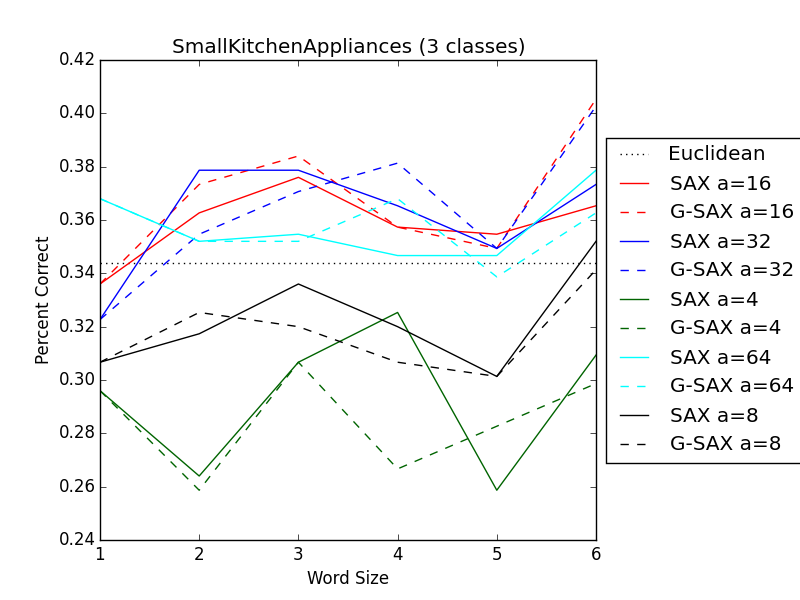 SmallKitchenAppliances (3 classes)
0.42
0.40
0.38
0.36
0.34
0.32
0.30
0.28
0.26
0.24
Percent Correct
1 2 3 4 5 6
Word Size
Euclidean
SAX a=16
G-SAX a=16
SAX a=32
G-SAX a=32
SAX a=4
G-SAX a=4
SAX a=64
G-SAX a=64
SAX a=8
G-SAX a=8